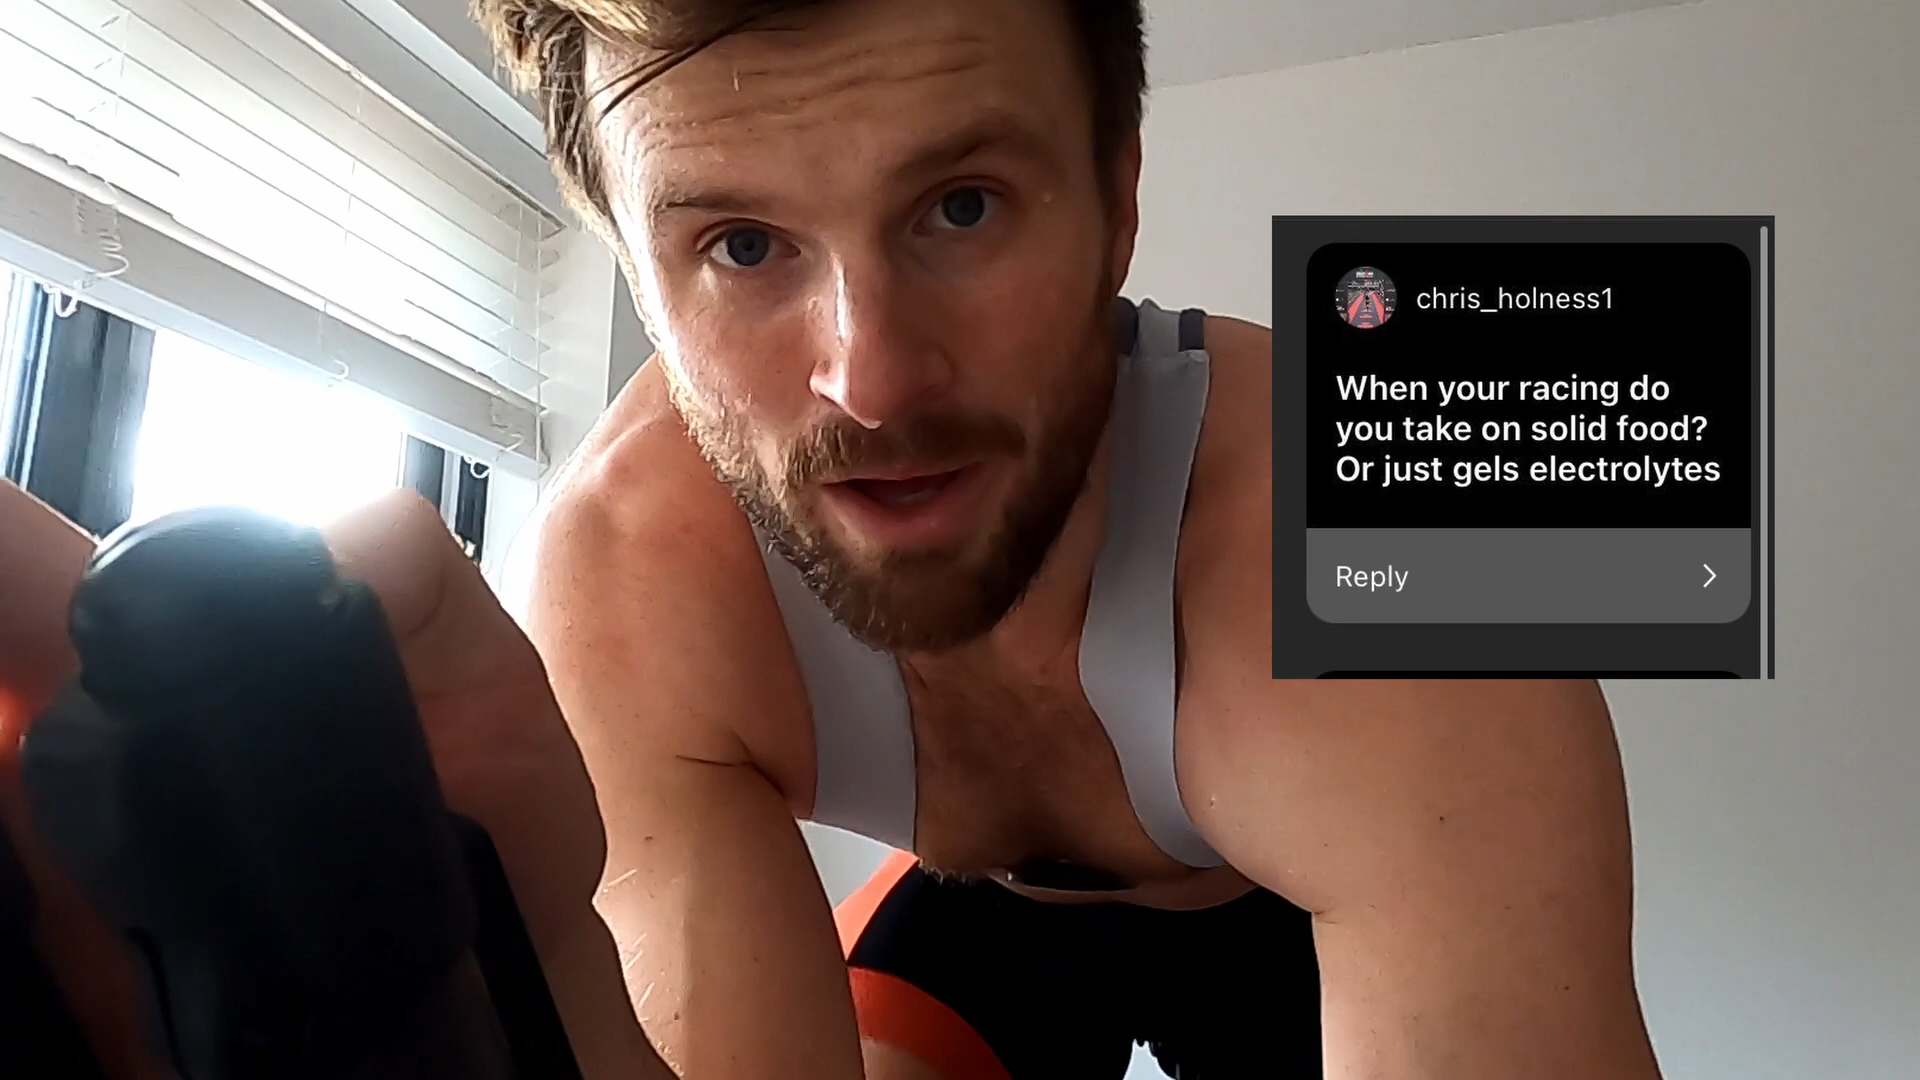 chris_holness1
When your racing do
you take on solid food?
Or just gels electrolytes
Reply